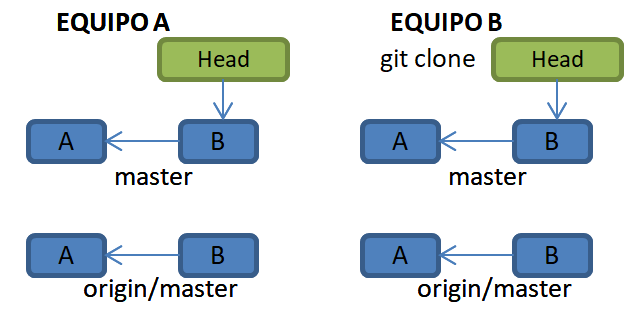 EQUIPO A
Head
A
B
master
A
B
origin/master
EQUIPO B
git clone
Head
A
B
master
A
B
origin/master